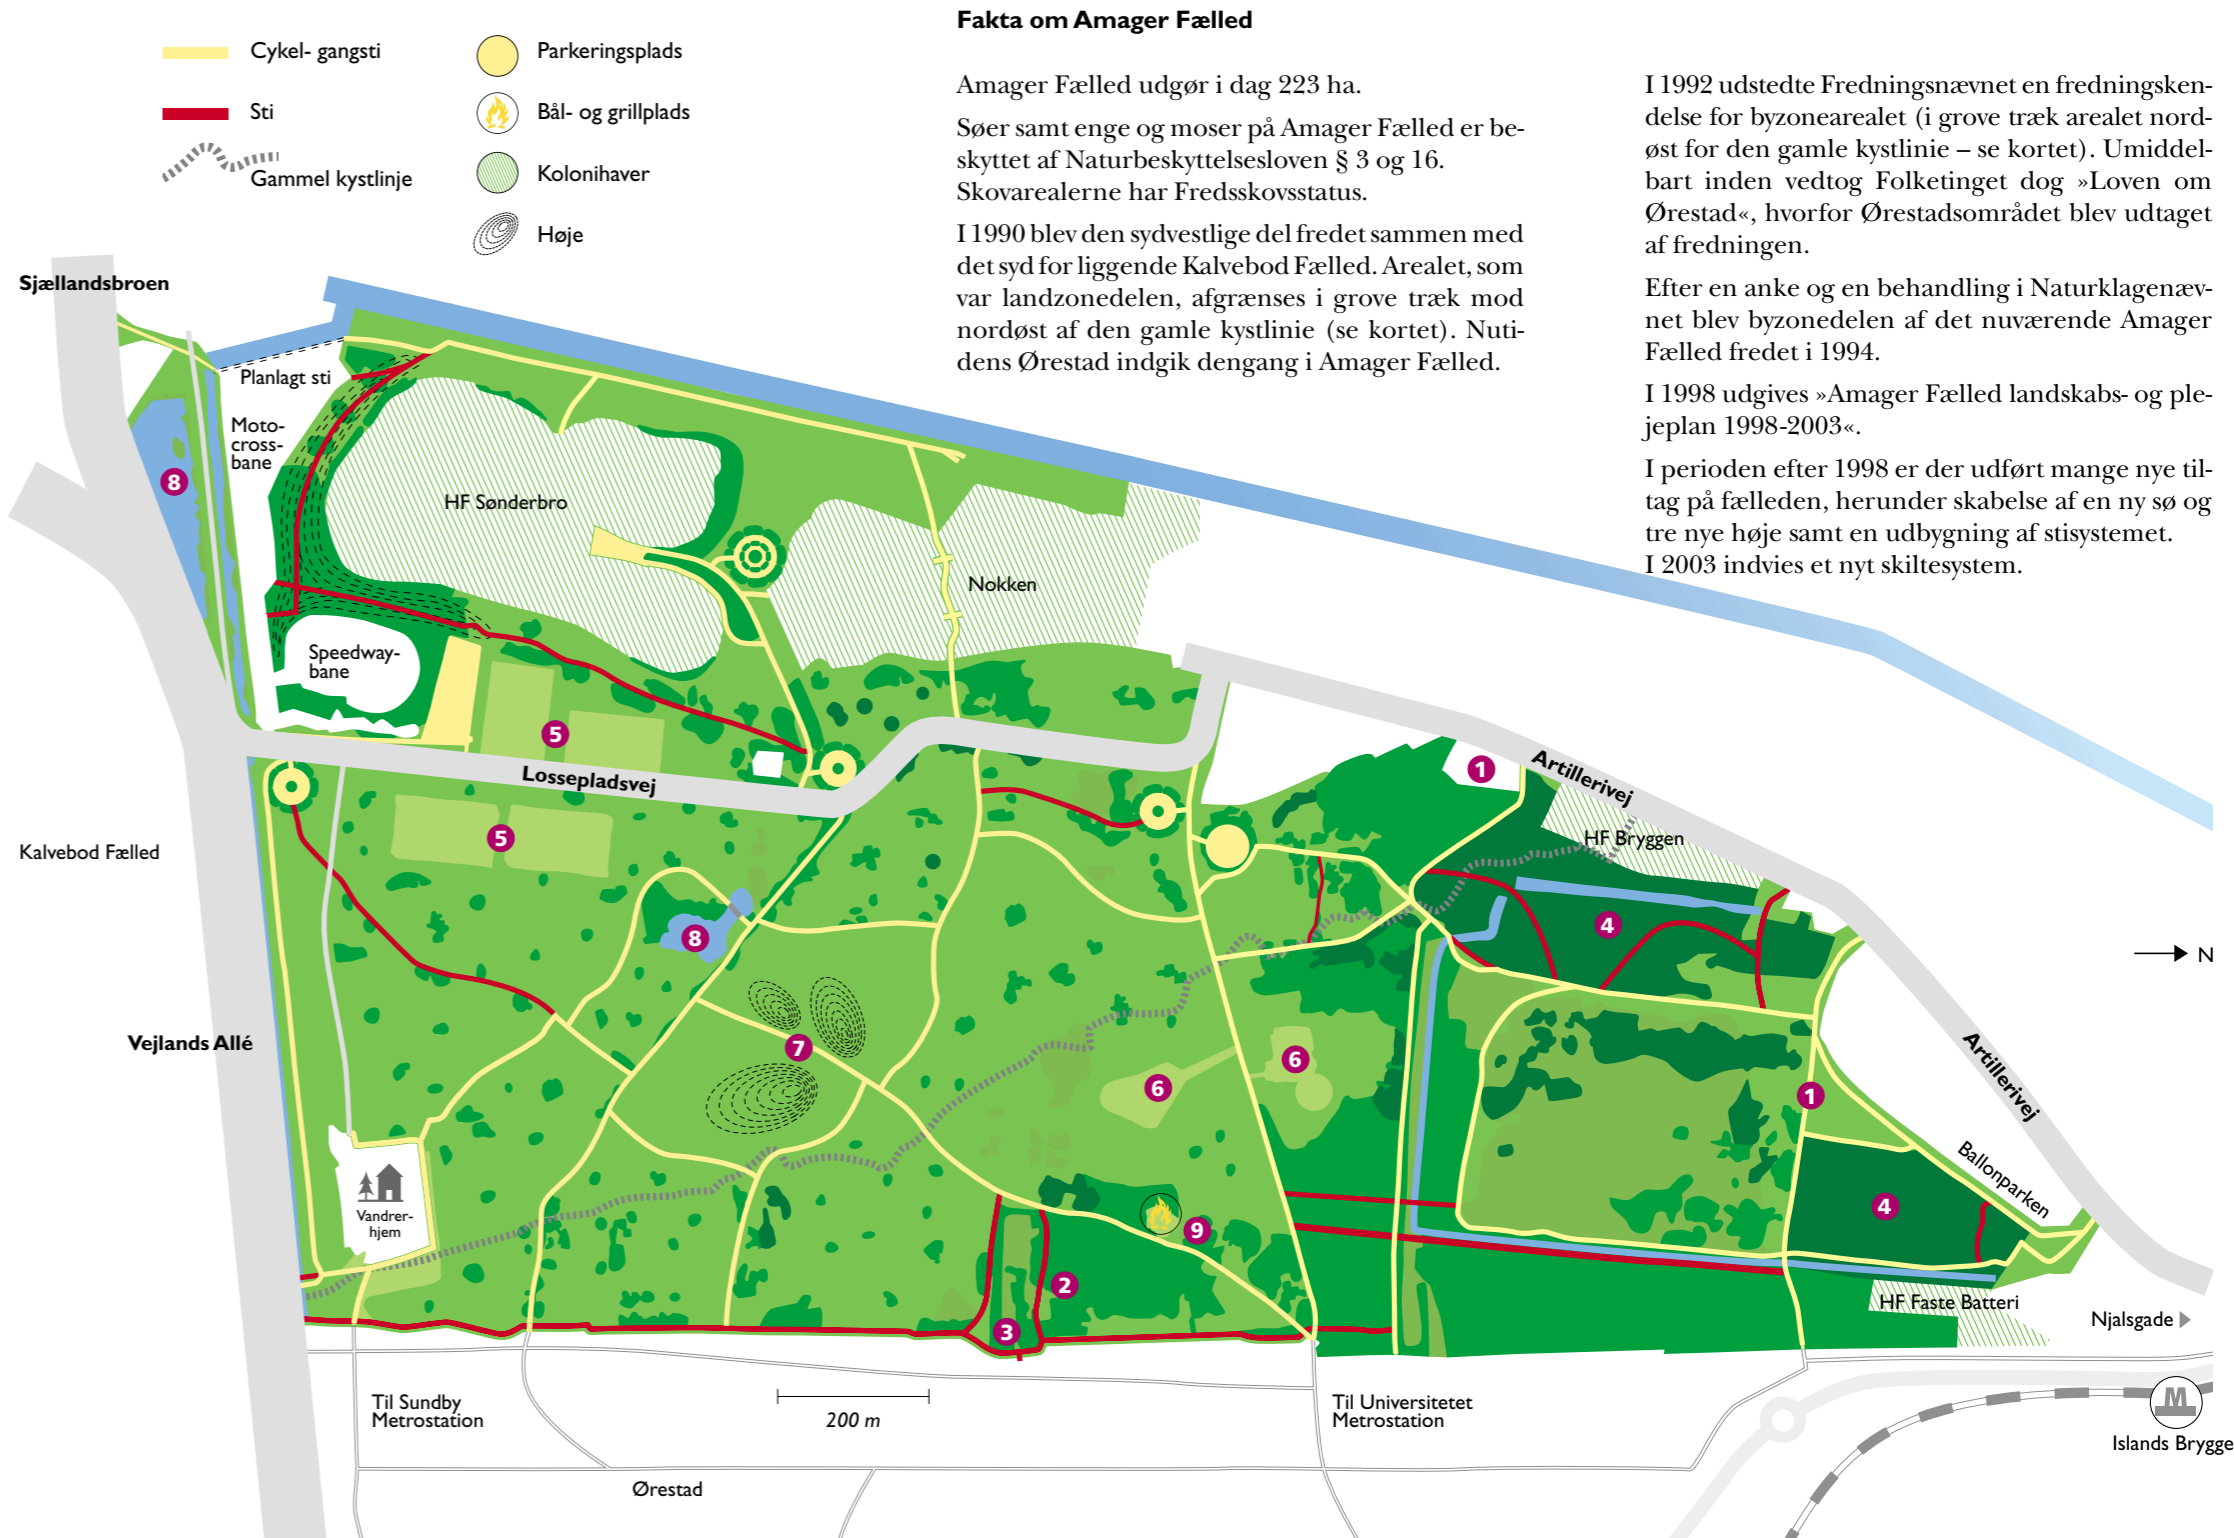 Fakta om Amager Fælled
Cykel- gangsti
Sti
Gammel kystlinje
Parkeringsplads
Bål- og grillplads
Kolonihaver
Høje
Amager Fælled udgør i dag 223 ha.
Søer samt enge og moser på Amager Fælled er be-
skyttet af Naturbeskyttelsesloven § 3 og 16.
Skovarealerne har Fredsskovsstatus.
I 1990 blev den sydvestlige del fredet sammen med
det syd for liggende Kalvebod Fælled. Arealet, som
var landzonedelen, afgrænses i grove træk mod
nordøst af den gamle kystlinie (se kortet). Nuti-
dens Ørestad indgik dengang i Amager Fælled.
I 1992 udstedte Fredningsnævnet en fredningsken-
delse for byzonearealet (i grove træk arealet nord-
øst for den gamle kystlinie – se kortet). Umiddel-
bart inden vedtog Folketinget dog »Loven om
Ørestad«, hvorfor Ørestadsområdet blev udtaget
af fredningen.
Efter en anke og en behandling i Naturklagenæv-
net blev byzonedelen af det nuværende Amager
Fælled fredet i 1994.
I 1998 udgives »Amager Fælled landskabs- og ple-
jeplan 1998-2003«.
I perioden efter 1998 er der udført mange nye til-
tag på fælleden, herunder skabelse af en ny sø og
tre nye høje samt en udbygning af stisystemet.
I 2003 indvies et nyt skiltesystem.
Sjællandsbroen
Planlagt sti
Moto-
cross-
bane
8
HF Sønderbro
Nokken
Speedway-
bane
5
Lossepladsvej
1
Artillerivej
HF Bryggen
5
Kalvebod Fælled
8
4
N
Vejlands Allé
7
6
6
1
Artillerivej
Ballonparken
Vandrer-
hjem
9
4
2
3
HF Faste Batteri
Njalsgade
Til Sundby
Metrostation
200 m
Til Universitetet
Metrostation
M
Islands Brygge
Ørestad